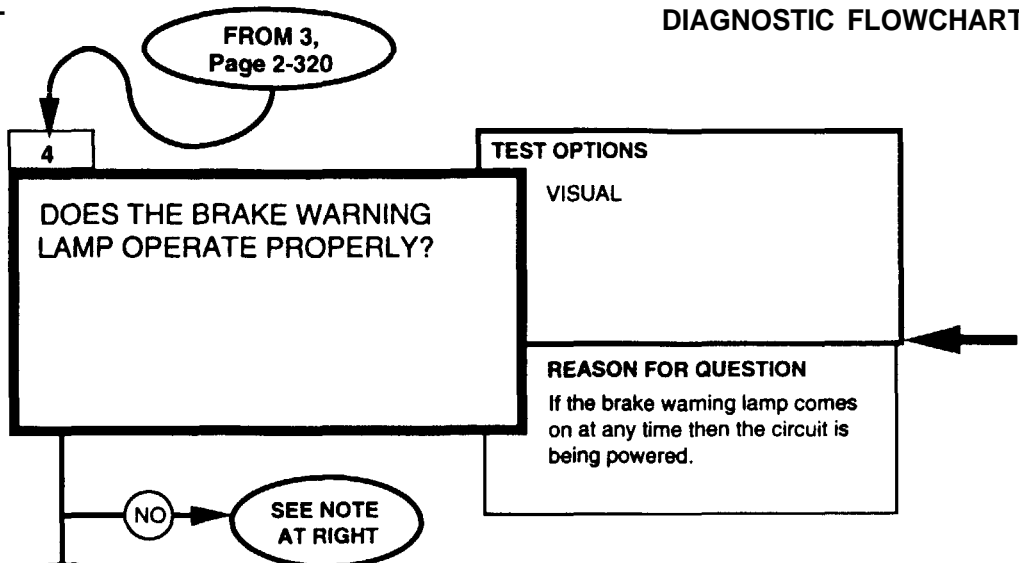 DIAGNOSTIC FLOWCHART
FROM 3,
Page 2-320
4
TEST OPTIONS
VISUAL
DOES THE BRAKE WARNING
LAMP OPERATE PROPERLY?
REASON FOR QUESTION
If the brake warning lamp comes
on at any time then the circuit is
being powered.
NO
SEE NOTE
AT RIGHT